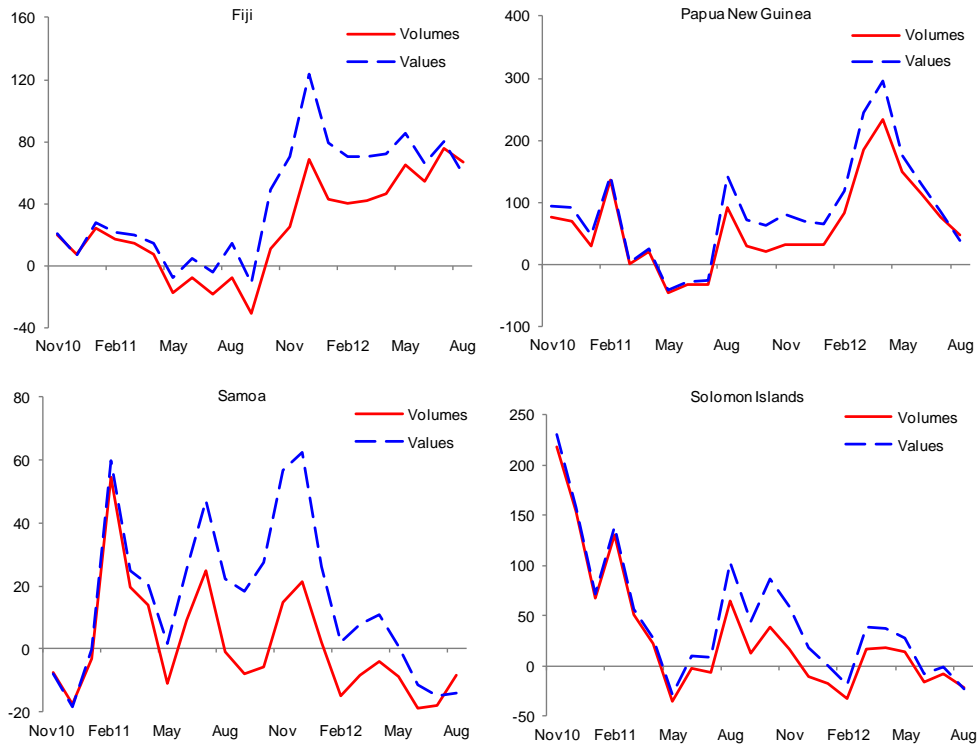 Fiji
Volumes
Values
160
120
80
40
0
-40
Nov10 Feb11 May Aug Nov Feb12 May Aug
Papua New Guinea
Volumes
Values
400
300
200
100
0
-100
Nov10 Feb11 May Aug Nov Feb12 May Aug
Samoa
Volumes
Values
80
60
40
20
0
-20
Nov10 Feb11 May Aug Nov Feb12 May Aug
Solomon Islands
Volumes
Values
250
200
150
100
50
0
-50
Nov10 Feb11 May Aug Nov Feb12 May Aug